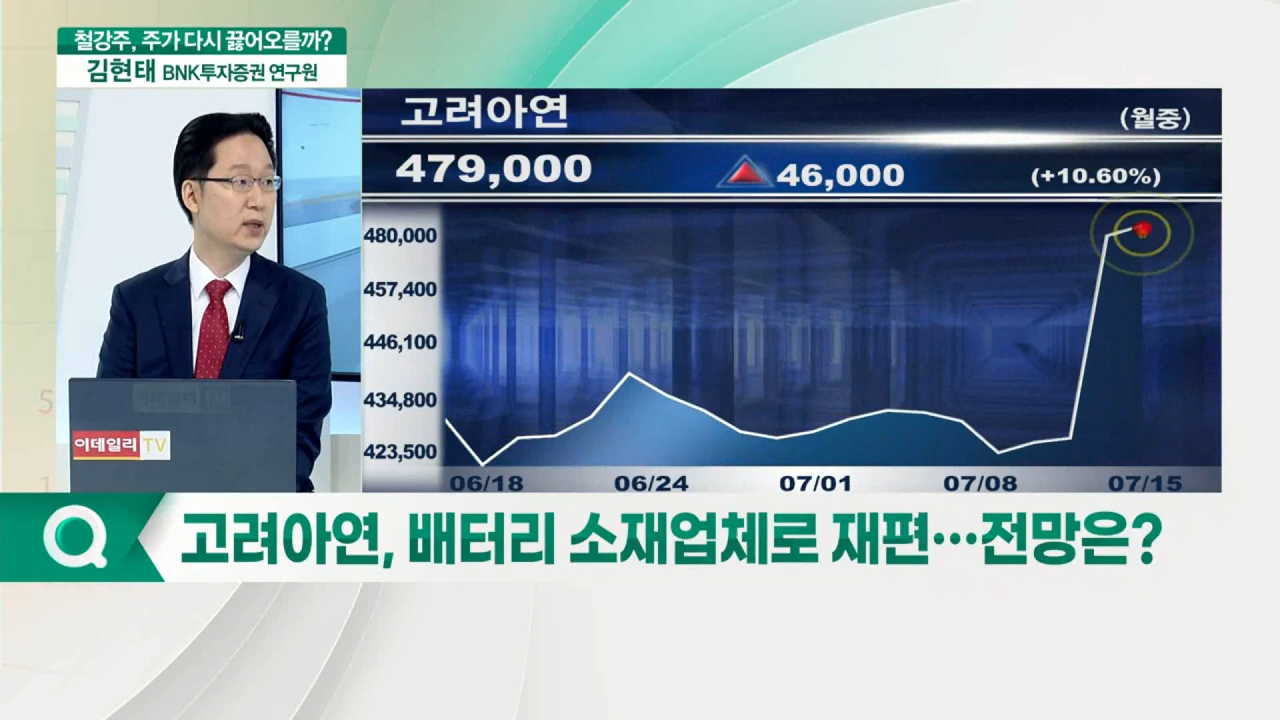 철강주, 주가 다시 끓어오를까?
김현태 BNK투자증권 연구원
고려아연 (월중)
479,000 ▲ 46,000 (+10.60%)
480,000
457,400
446,100
434,800
423,500
06/18 06/24 07/01 07/08 07/15
이데일리 TV
Q 고려아연, 배터리 소재업체로 재편…전망은?